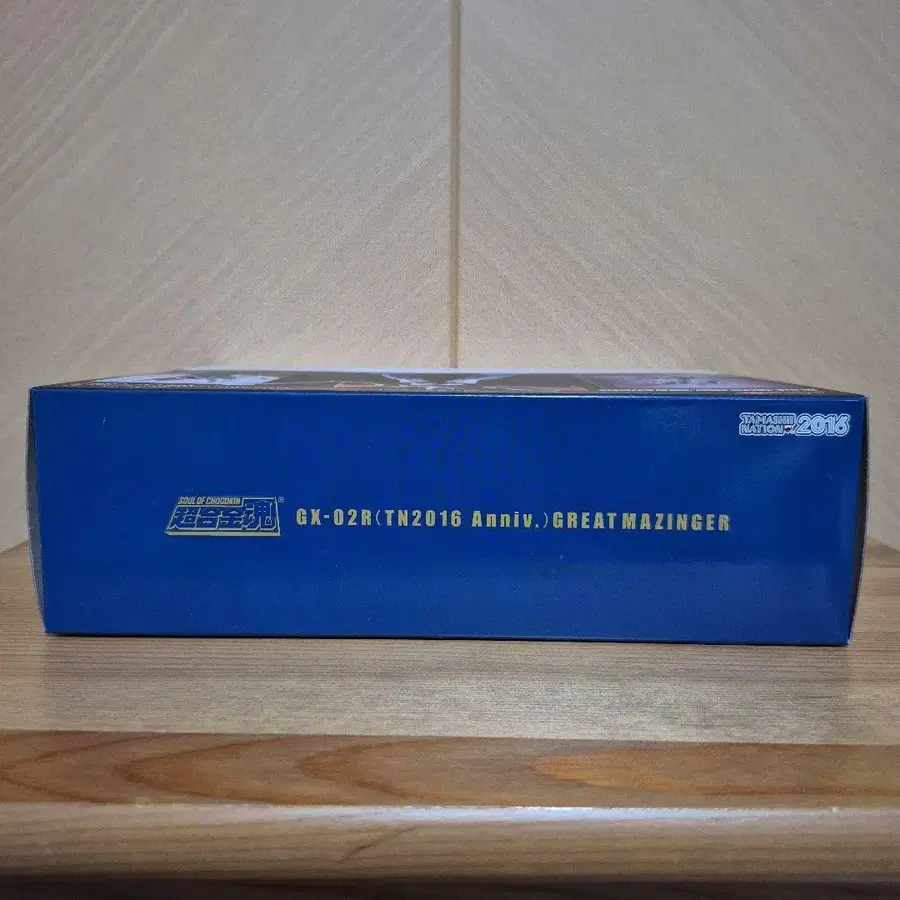 TAMASHII
NATION 2016
SOUL OF CHOGOKIN
超合金魂® GX-02R(TN2016 Anniv.)GREAT MAZINGER